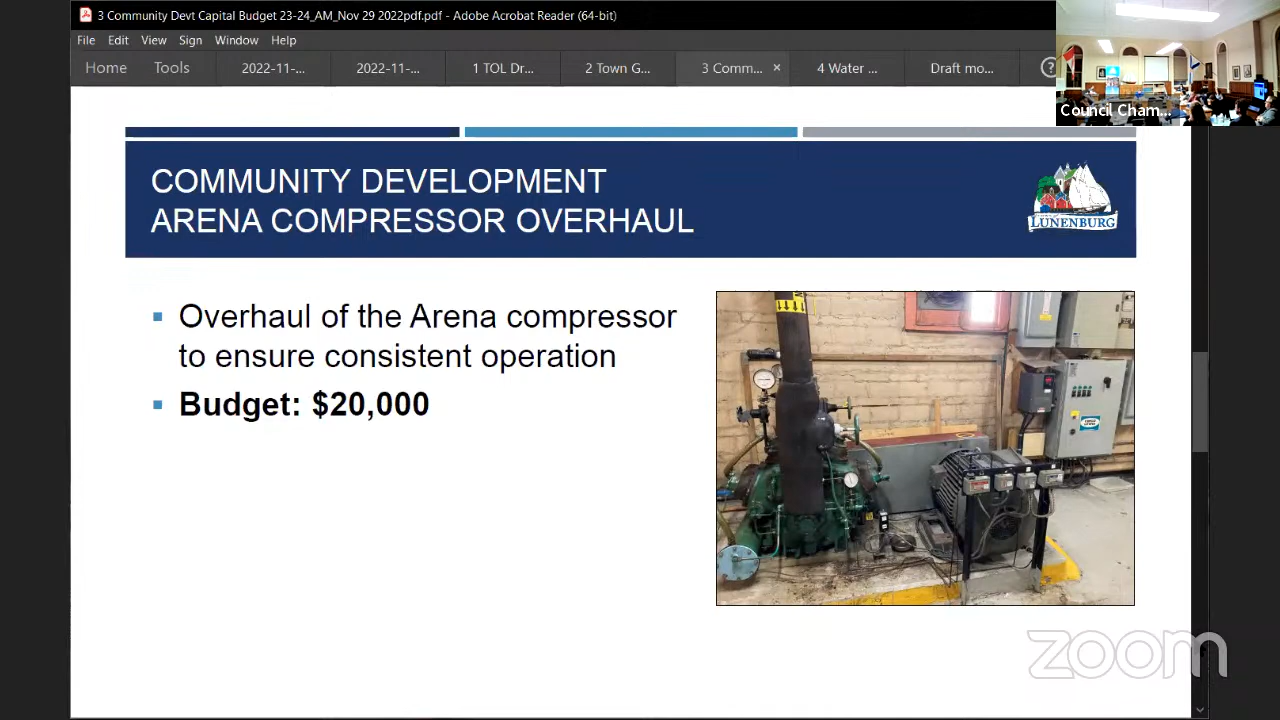 3 Community Devt Capital Budget 23-24_AM_Nov 29 2022pdf.pdf - Adobe Acrobat Reader (64-bit)
File Edit View Sign Window Help
Home Tools 2022-11-... 2022-11-... 1 TOL Dr... 2 Town G... 3 Comm... × 4 Water ... Draft mo... ?
Council Cham...
COMMUNITY DEVELOPMENT
ARENA COMPRESSOR OVERHAUL
LUNENBURG
▪ Overhaul of the Arena compressor
to ensure consistent operation
▪ Budget: $20,000
zoom